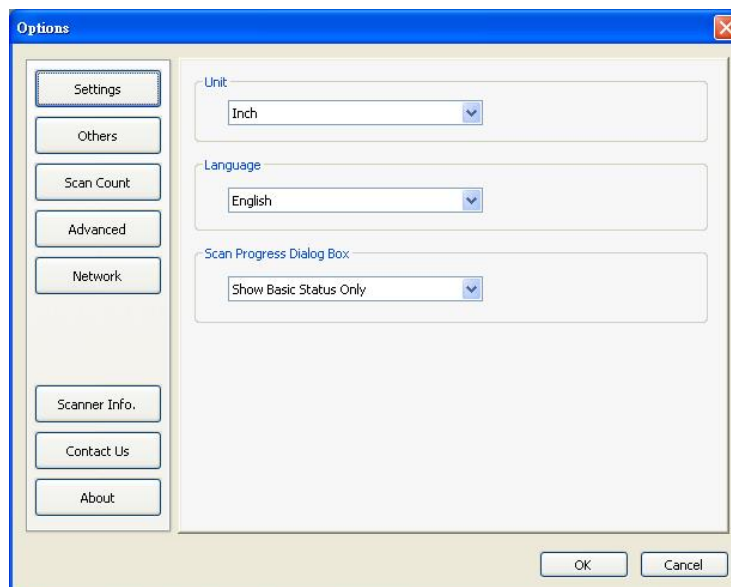 Options
Settings
Others
Scan Count
Advanced
Network
Scanner Info.
Contact Us
About
Unit
Inch
Language
English
Scan Progress Dialog Box
Show Basic Status Only
OK
Cancel